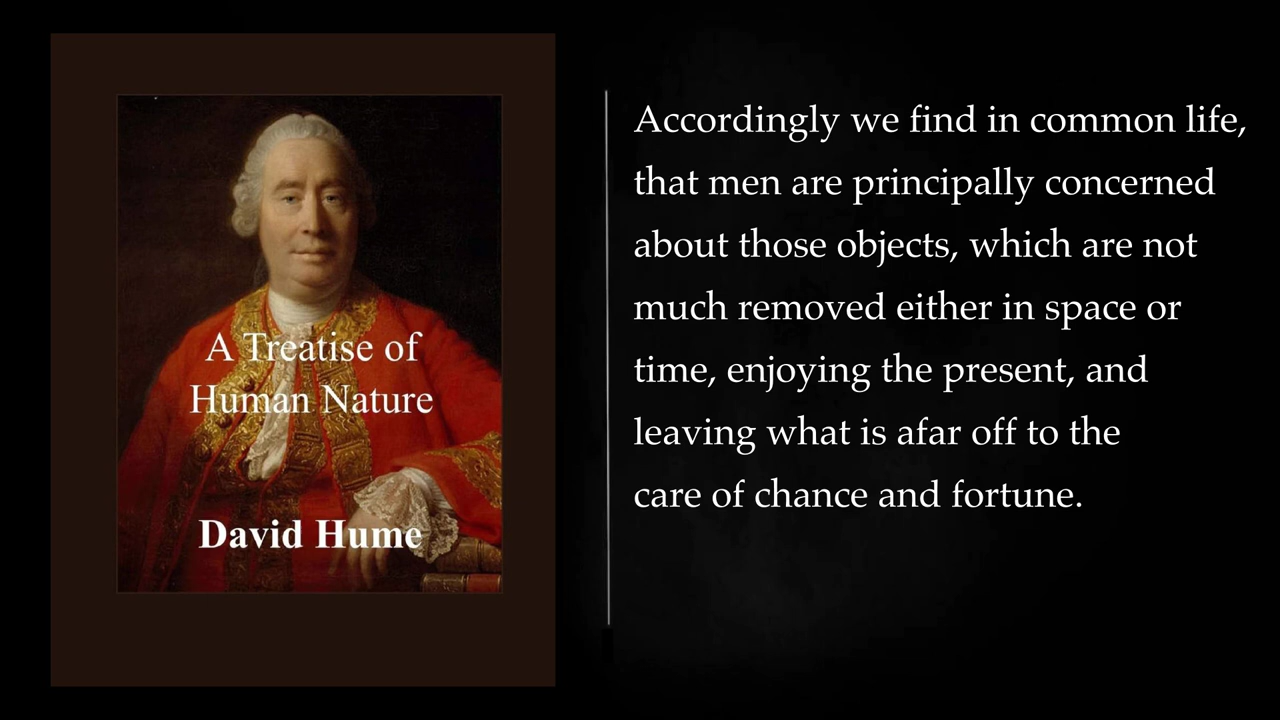 A Treatise of
Human Nature
David Hume
Accordingly we find in common life,
that men are principally concerned
about those objects, which are not
much removed either in space or
time, enjoying the present, and
leaving what is afar off to the
care of chance and fortune.